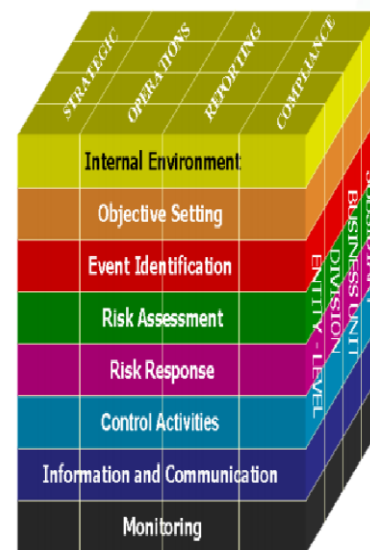 STRATEGIC
OPERATIONS
REPORTING
COMPLIANCE
Internal Environment
Objective Setting
Event Identification
Risk Assessment
Risk Response
Control Activities
Information and Communication
Monitoring
ENTITY - LEVEL
DIVISION
BUSINESS UNIT